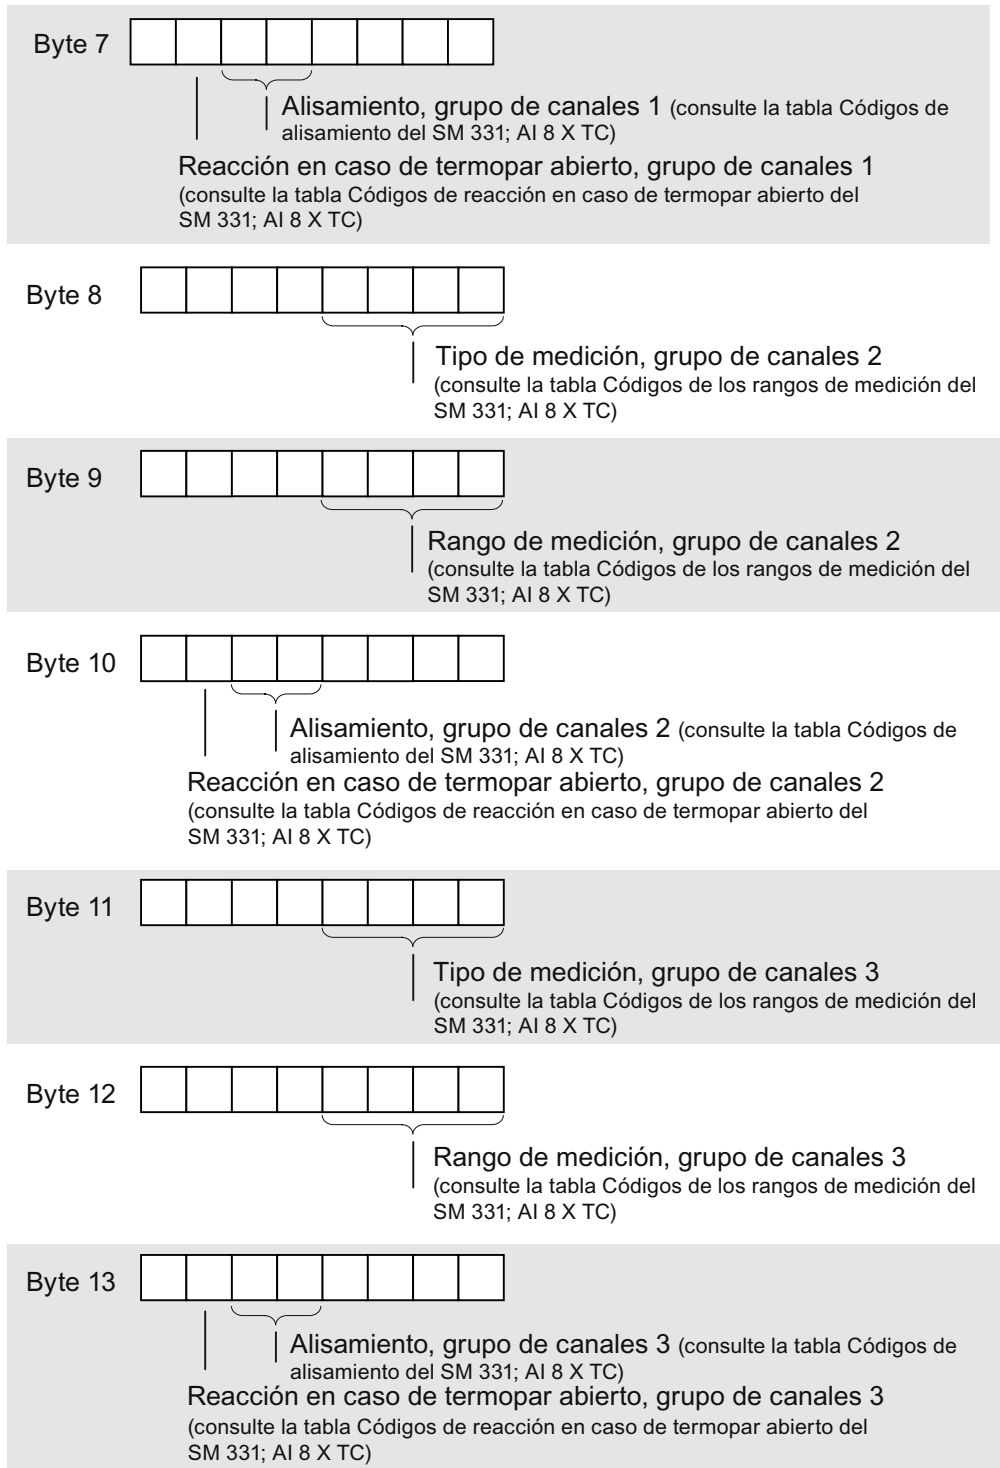 Byte 7
Alisamiento, grupo de canales 1 (consulte la tabla Códigos de
alisamiento del SM 331; AI 8 X TC)
Reacción en caso de termopar abierto, grupo de canales 1
(consulte la tabla Códigos de reacción en caso de termopar abierto del
SM 331; AI 8 X TC)
Byte 8
Tipo de medición, grupo de canales 2
(consulte la tabla Códigos de los rangos de medición del
SM 331; AI 8 X TC)
Byte 9
Rango de medición, grupo de canales 2
(consulte la tabla Códigos de los rangos de medición del
SM 331; AI 8 X TC)
Byte 10
Alisamiento, grupo de canales 2 (consulte la tabla Códigos de
alisamiento del SM 331; AI 8 X TC)
Reacción en caso de termopar abierto, grupo de canales 2
(consulte la tabla Códigos de reacción en caso de termopar abierto del
SM 331; AI 8 X TC)
Byte 11
Tipo de medición, grupo de canales 3
(consulte la tabla Códigos de los rangos de medición del
SM 331; AI 8 X TC)
Byte 12
Rango de medición, grupo de canales 3
(consulte la tabla Códigos de los rangos de medición del
SM 331; AI 8 X TC)
Byte 13
Alisamiento, grupo de canales 3 (consulte la tabla Códigos de
alisamiento del SM 331; AI 8 X TC)
Reacción en caso de termopar abierto, grupo de canales 3
(consulte la tabla Códigos de reacción en caso de termopar abierto del
SM 331; AI 8 X TC)